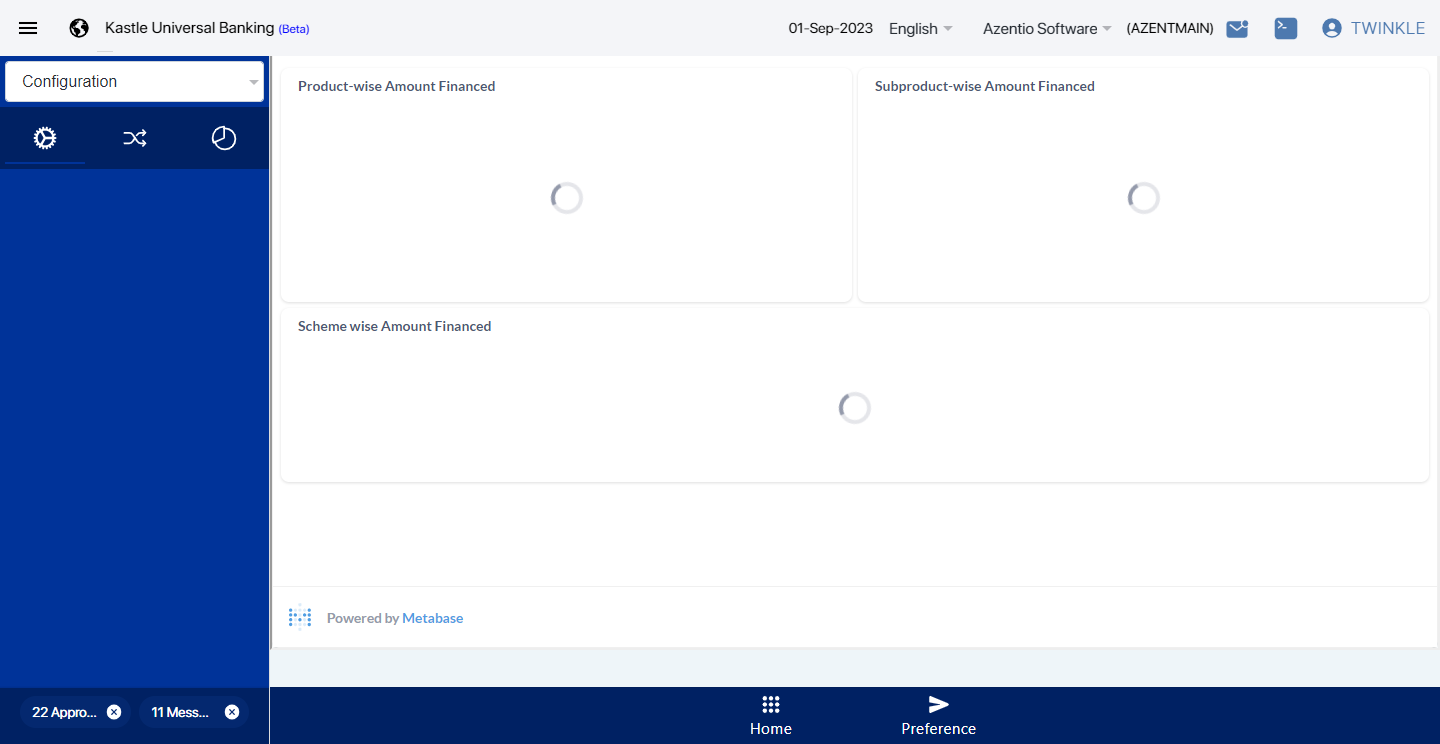 Kastle Universal Banking (Beta)
01-Sep-2023
English
Azentio Software
(AZENTMAIN)
TWINKLE
Configuration
Product-wise Amount Financed
Subproduct-wise Amount Financed
Scheme wise Amount Financed
Powered by Metabase
22 Appro...
11 Mess...
Home
Preference